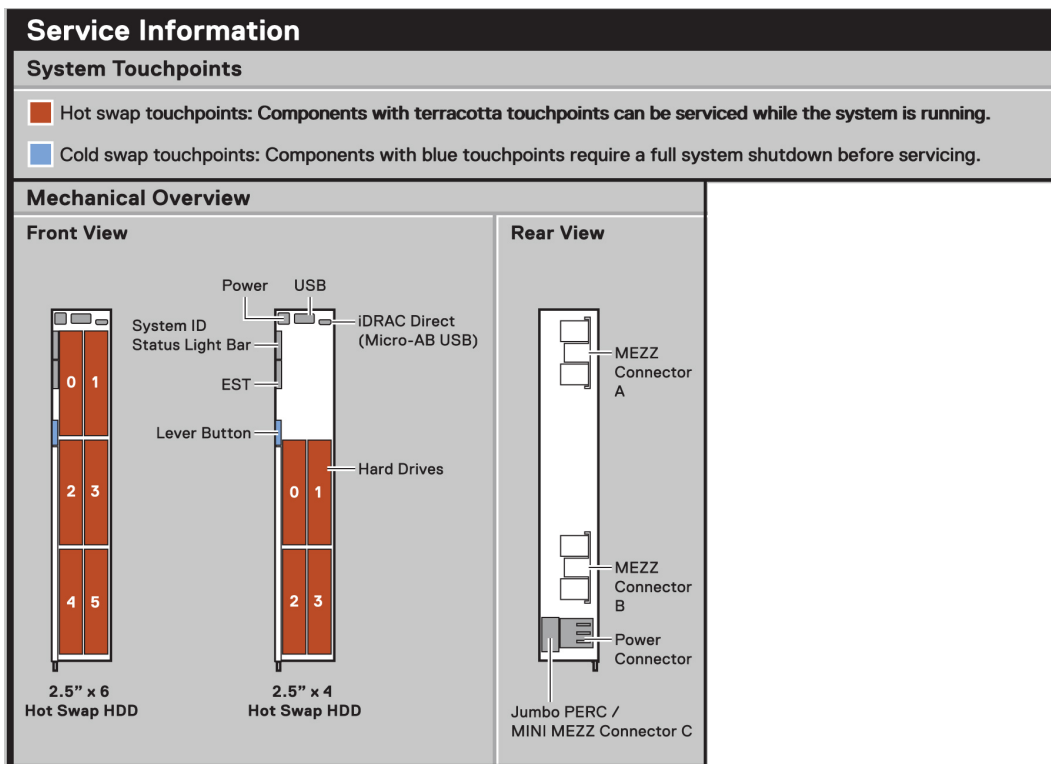 Service Information
System Touchpoints
Hot swap touchpoints: Components with terracotta touchpoints can be serviced while the system is running.
Cold swap touchpoints: Components with blue touchpoints require a full system shutdown before servicing.
Mechanical Overview
Front View
Power
USB
System ID
Status Light Bar
iDRAC Direct
(Micro-AB USB)
EST
Lever Button
Hard Drives
0 1
2 3
4 5
0 1
2 3
2.5” x 6
Hot Swap HDD
2.5” x 4
Hot Swap HDD
Rear View
MEZZ
Connector
A
MEZZ
Connector
B
Power
Connector
Jumbo PERC /
MINI MEZZ Connector C